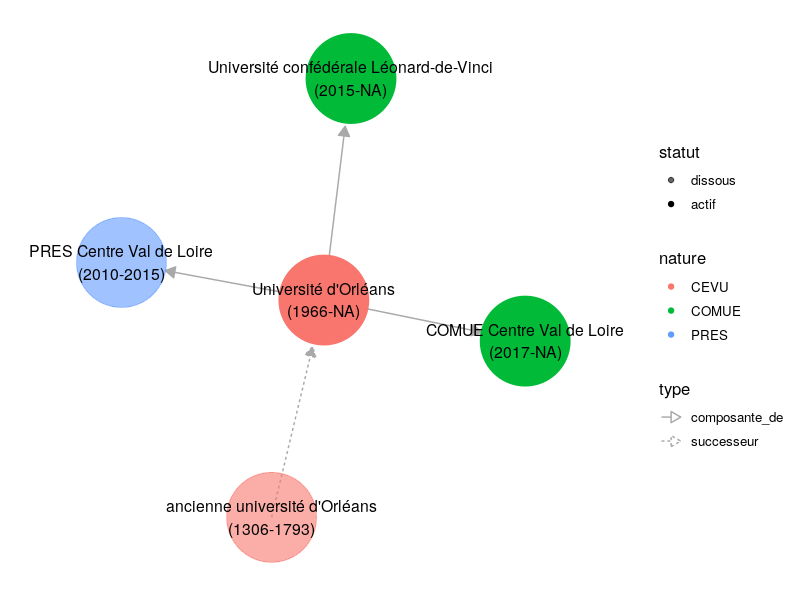 Université confédérale Léonard-de-Vinci
(2015-NA)
PRES Centre Val de Loire
(2010-2015)
Université d'Orléans
(1966-NA)
COMUE Centre Val de Loire
(2017-NA)
ancienne université d'Orléans
(1306-1793)
statut
dissous
actif
nature
CEVU
COMUE
PRES
type
composante_de
successeur